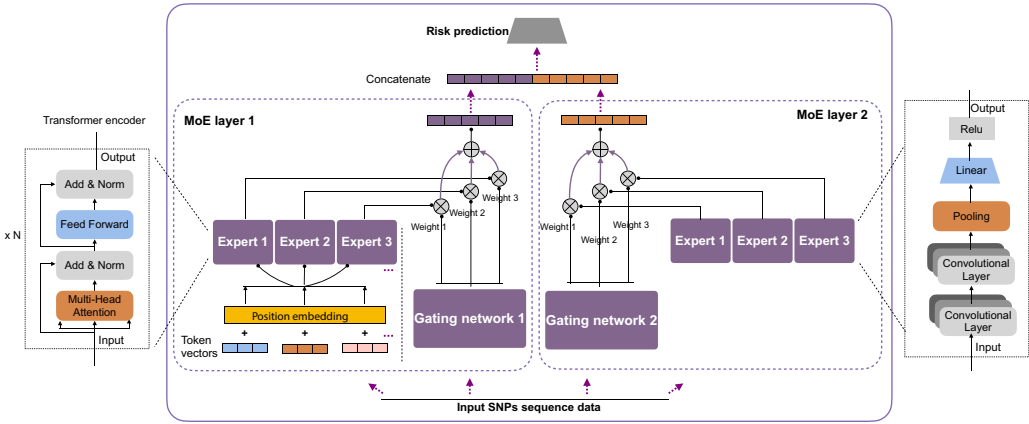 Risk prediction
Concatenate
MoE layer 1
MoE layer 2
Transformer encoder
Output
Add & Norm
Feed Forward
x N
Add & Norm
Multi-Head
Attention
Input
Expert 1
Expert 2
Expert 3
...
Position embedding
+
+
+
...
Token
vectors
Weight 1
Weight 2
Weight 3
Gating network 1
Weight 1
Weight 2
Weight 3
Gating network 2
Expert 1
Expert 2
Expert 3
Output
Relu
Linear
Pooling
Convolutional
Layer
Convolutional
Layer
Input
Input SNPs sequence data